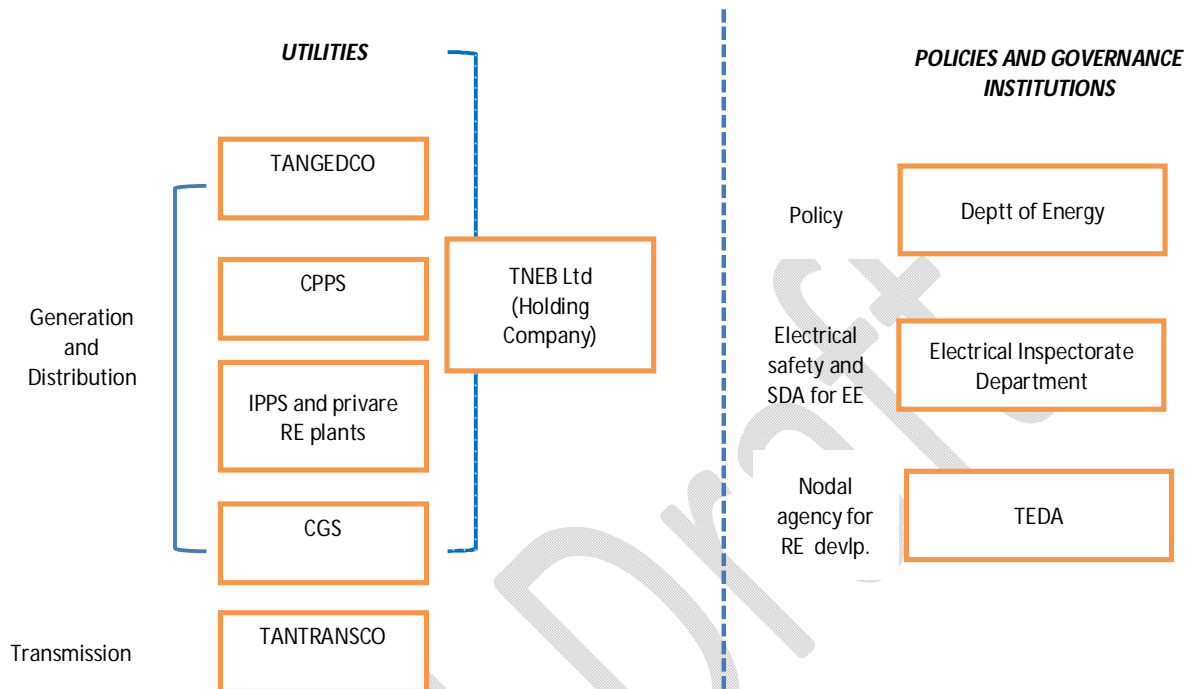 UTILITIES
TANGEDCO
CPPS
IPPS and privare
RE plants
CGS
TANTRANSCO
Generation
and
Distribution
Transmission
TNEB Ltd
(Holding
Company)
POLICIES AND GOVERNANCE
INSTITUTIONS
Policy
Deptt of Energy
Electrical
safety and
SDA for EE
Electrical Inspectorate
Department
Nodal
agency for
RE devlp.
TEDA
Draft